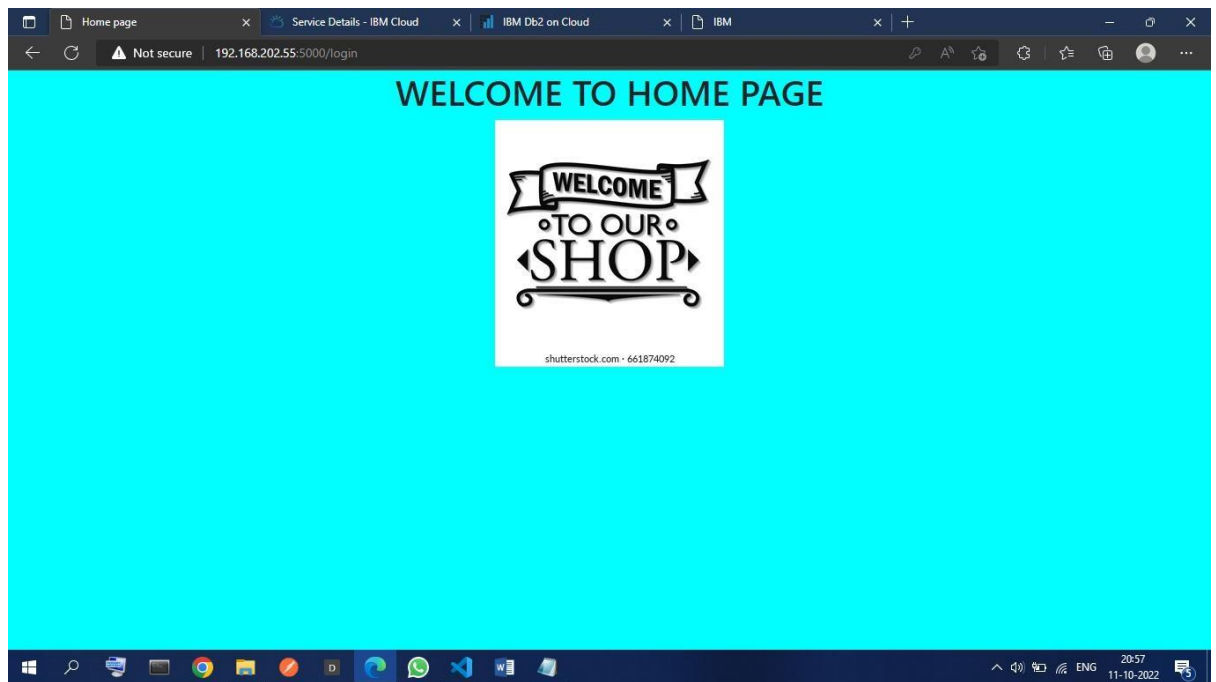 Home page
Service Details - IBM Cloud
IBM Db2 on Cloud
IBM
Not secure
192.168.202.55:5000/login
WELCOME TO HOME PAGE
WELCOME
TO OUR
SHOP
shutterstock.com · 661874092
D
W
ENG
20:57
11-10-2022
5